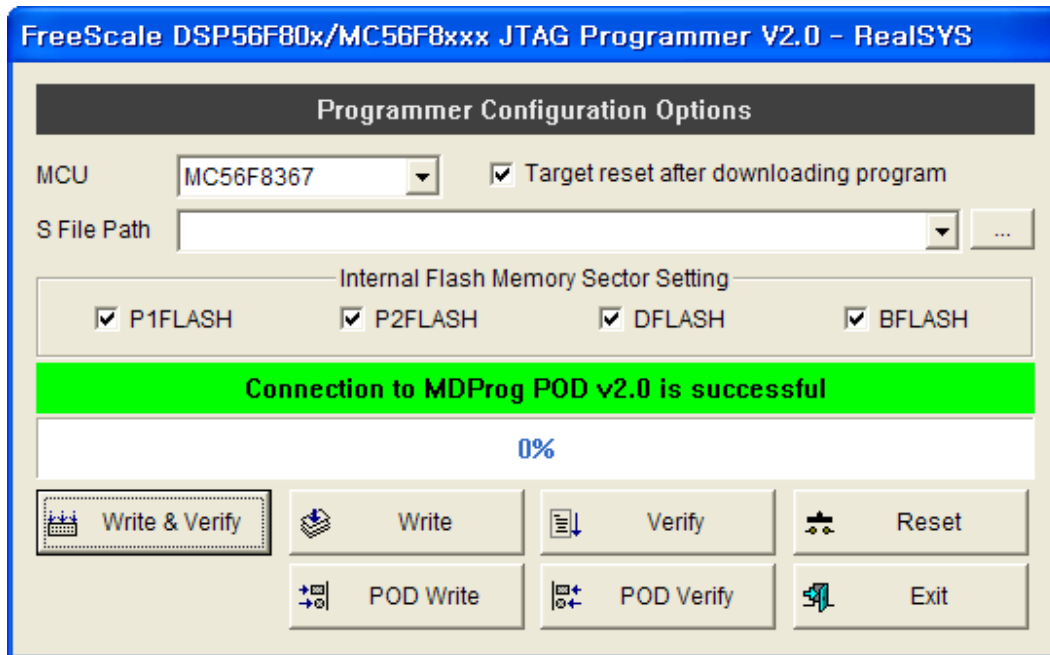 FreeScale DSP56F80x/MC56F8xxx JTAG Programmer V2.0 - RealSYS
Programmer Configuration Options
MCU MC56F8367 Target reset after downloading program
S File Path ...
Internal Flash Memory Sector Setting
P1FLASH P2FLASH DFLASH BFLASH
Connection to MDProg POD v2.0 is successful
0%
Write & Verify Write Verify Reset
POD Write POD Verify Exit